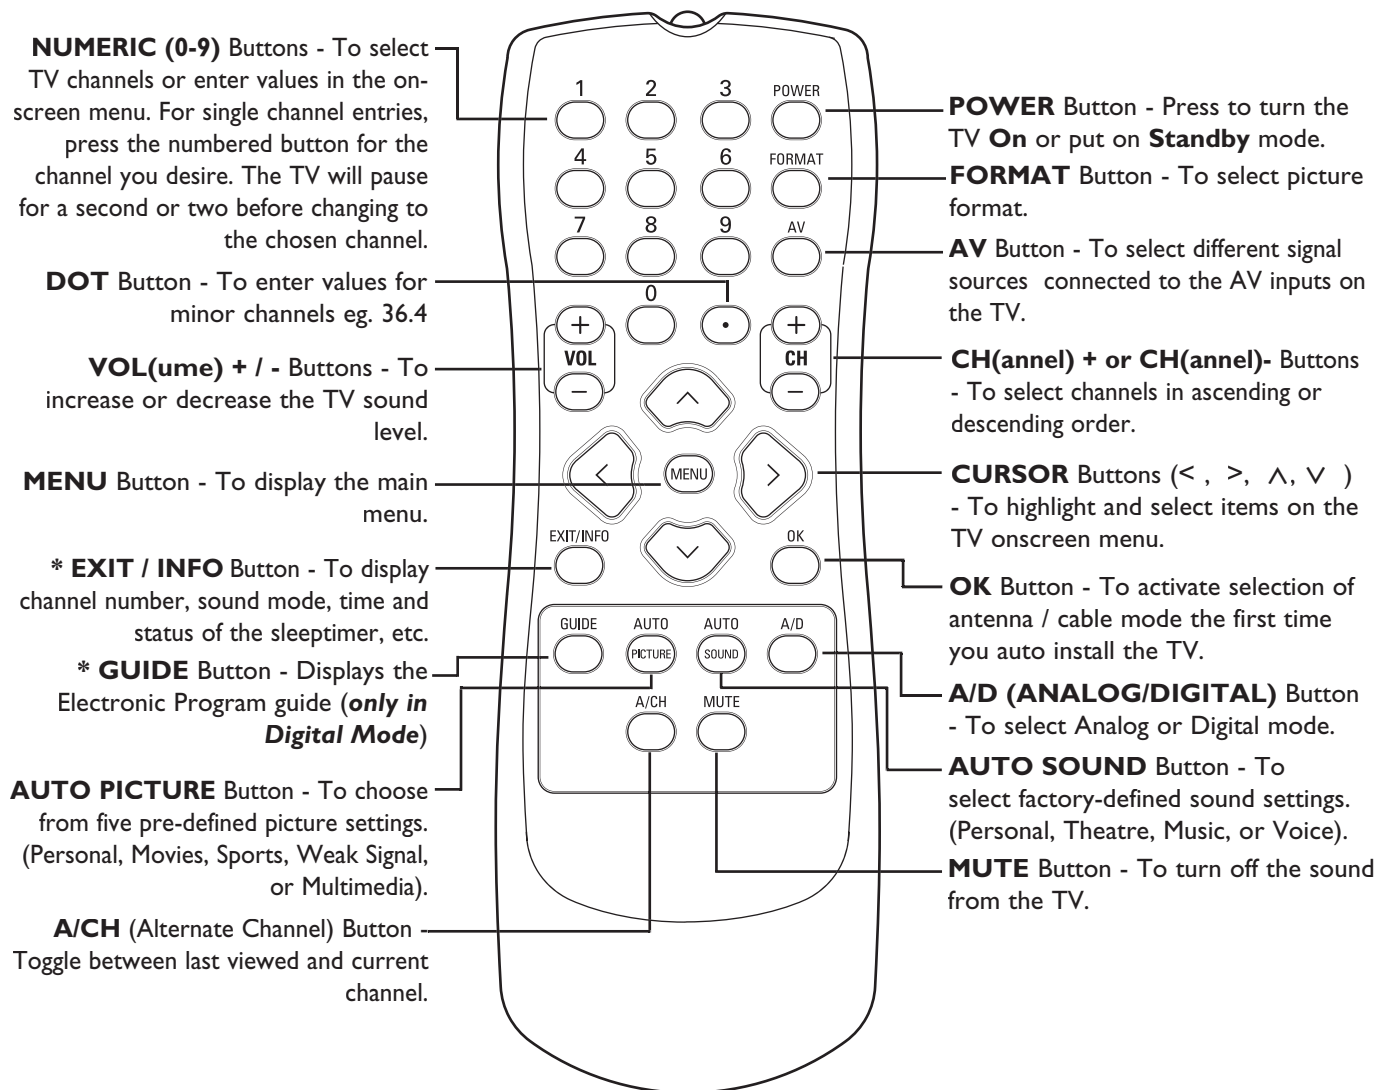 NUMERIC (0-9) Buttons - To select
TV channels or enter values in the on-
screen menu. For single channel entries,
press the numbered button for the
channel you desire. The TV will pause
for a second or two before changing to
the chosen channel.
DOT Button - To enter values for
minor channels eg. 36.4
VOL(ume) + / - Buttons - To
increase or decrease the TV sound
level.
MENU Button - To display the main
menu.
* EXIT / INFO Button - To display
channel number, sound mode, time and
status of the sleeptimer, etc.
* GUIDE Button - Displays the
Electronic Program guide (only in
Digital Mode)
AUTO PICTURE Button - To choose
from five pre-defined picture settings.
(Personal, Movies, Sports, Weak Signal,
or Multimedia).
A/CH (Alternate Channel) Button -
Toggle between last viewed and current
channel.
1 2 3 POWER
4 5 6 FORMAT
7 8 9 AV
0
+ • +
VOL CH
− −
∧
< MENU >
EXIT/INFO ∨ OK
GUIDE AUTO AUTO A/D
PICTURE SOUND
A/CH MUTE
POWER Button - Press to turn the
TV On or put on Standby mode.
FORMAT Button - To select picture
format.
AV Button - To select different signal
sources connected to the AV inputs on
the TV.
CH(annel) + or CH(annel)- Buttons
- To select channels in ascending or
descending order.
CURSOR Buttons (< , >, ∧, ∨ )
- To highlight and select items on the
TV onscreen menu.
OK Button - To activate selection of
antenna / cable mode the first time
you auto install the TV.
A/D (ANALOG/DIGITAL) Button
- To select Analog or Digital mode.
AUTO SOUND Button - To
select factory-defined sound settings.
(Personal, Theatre, Music, or Voice).
MUTE Button - To turn off the sound
from the TV.